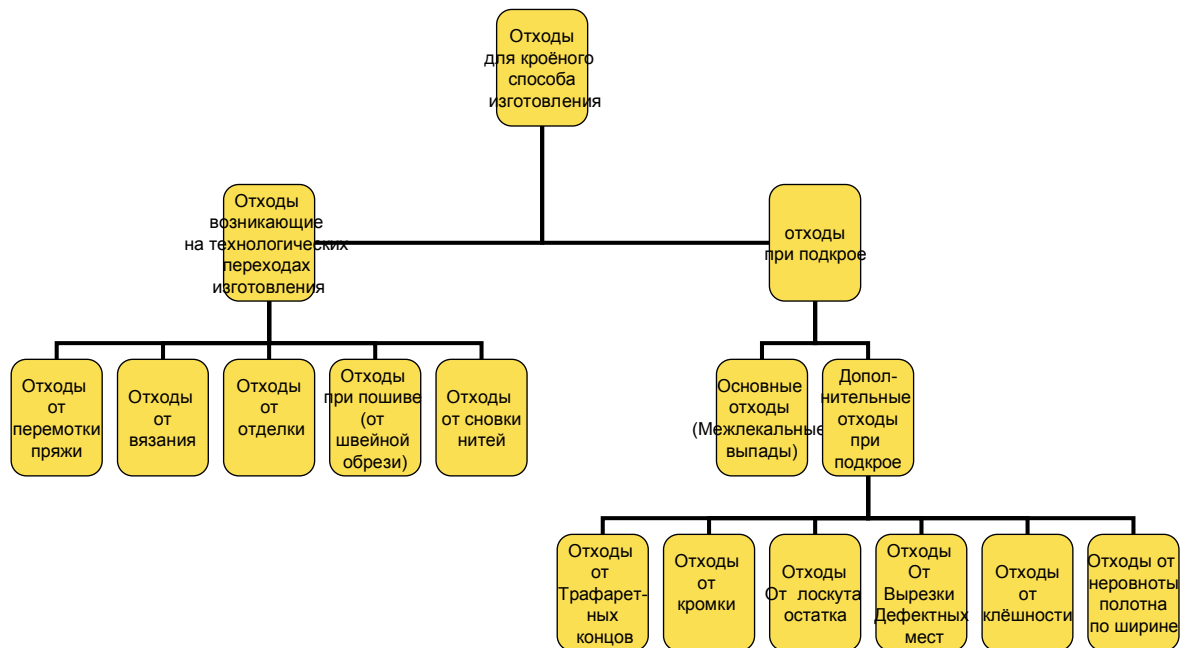 Отходы
для кроёного
способа
изготовления
Отходы
возникающие
на технологических
переходах
изготовления
отходы
при подкрое
Отходы
от
перемотки
пряжи
Отходы
от
вязания
Отходы
от
отделки
Отходы
при пошиве
(от
швейной
обрези)
Отходы
от сновки
нитей
Основные
отходы
(Межлекальные
выпады)
Допол-
нительные
отходы
при
подкрое
Отходы
от
Трафарет-
ных
концов
Отходы
от
кромки
Отходы
От лоскута
остатка
Отходы
От
Вырезки
Дефектных
мест
Отходы
от
клёшности
Отходы от
неровноты
полотна
по ширине